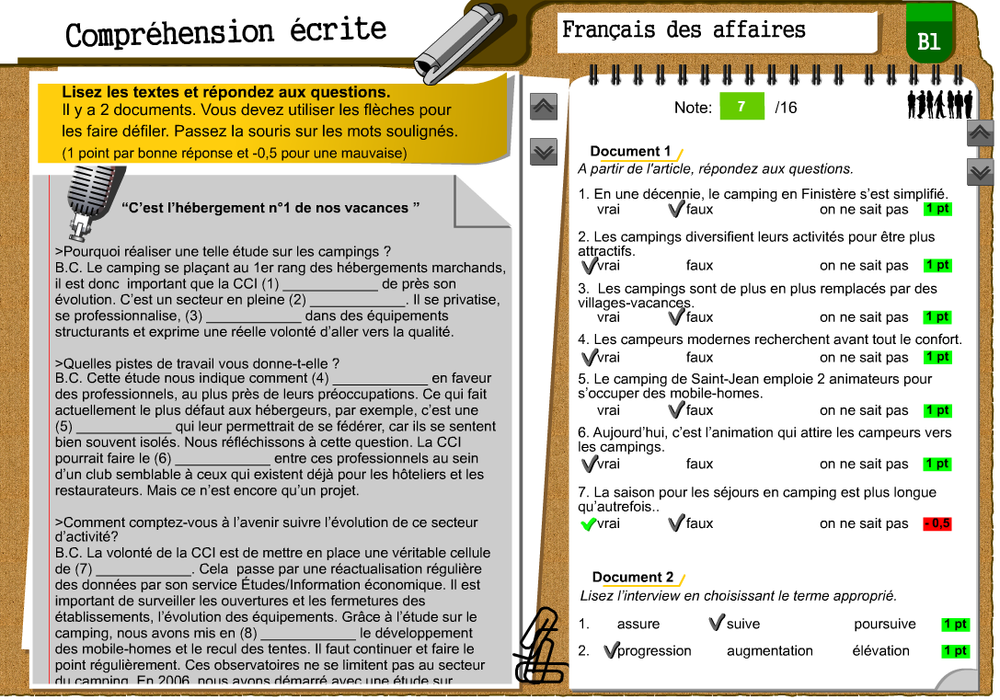 Compréhension écrite
Français des affaires
B1
Lisez les textes et répondez aux questions.
Il y a 2 documents. Vous devez utiliser les flèches pour
les faire défiler. Passez la souris sur les mots soulignés.
(1 point par bonne réponse et -0,5 pour une mauvaise)
“C’est l’hébergement n°1 de nos vacances ”
>Pourquoi réaliser une telle étude sur les campings ?
B.C. Le camping se plaçant au 1er rang des hébergements marchands,
il est donc  important que la CCI (1) ____________ de près son
évolution. C’est un secteur en pleine (2) ____________. Il se privatise,
se professionnalise, (3) ____________ dans des équipements
structurants et exprime une réelle volonté d’aller vers la qualité.
>Quelles pistes de travail vous donne-t-elle ?
B.C. Cette étude nous indique comment (4) ____________ en faveur
des professionnels, au plus près de leurs préoccupations. Ce qui fait
actuellement le plus défaut aux hébergeurs, par exemple, c’est une
(5) ____________ qui leur permettrait de se fédérer, car ils se sentent
bien souvent isolés. Nous réfléchissons à cette question. La CCI
pourrait faire le (6) ____________ entre ces professionnels au sein
d’un club semblable à ceux qui existent déjà pour les hôteliers et les
restaurateurs. Mais ce n’est encore qu’un projet.
>Comment comptez-vous à l’avenir suivre l’évolution de ce secteur
d’activité?
B.C. La volonté de la CCI est de mettre en place une véritable cellule
de (7) ____________. Cela  passe par une réactualisation régulière
des données par son service Études/Information économique. Il est
important de surveiller les ouvertures et les fermetures des
établissements, l’évolution des équipements. Grâce à l’étude sur le
camping, nous avons mis en (8) ____________ le développement
des mobile-homes et le recul des tentes. Il faut continuer et faire le
point régulièrement. Ces observatoires ne se limitent pas au secteur
du camping. En 2006, nous avons démarré avec une étude sur
Note: 7 /16
Document 1
A partir de l'article, répondez aux questions.
1. En une décennie, le camping en Finistère s’est simplifié.
vrai faux on ne sait pas 1 pt
2. Les campings diversifient leurs activités pour être plus
attractifs.
vrai faux on ne sait pas 1 pt
3.  Les campings sont de plus en plus remplacés par des
villages-vacances.
vrai faux on ne sait pas 1 pt
4. Les campeurs modernes recherchent avant tout le confort.
vrai faux on ne sait pas 1 pt
5. Le camping de Saint-Jean emploie 2 animateurs pour
s’occuper des mobile-homes.
vrai faux on ne sait pas 1 pt
6. Aujourd’hui, c’est l’animation qui attire les campeurs vers
les campings.
vrai faux on ne sait pas 1 pt
7. La saison pour les séjours en camping est plus longue
qu’autrefois..
vrai faux on ne sait pas - 0,5
Document 2
Lisez l’interview en choisissant le terme approprié.
1. assure suive poursuive 1 pt
2. progression augmentation élévation 1 pt